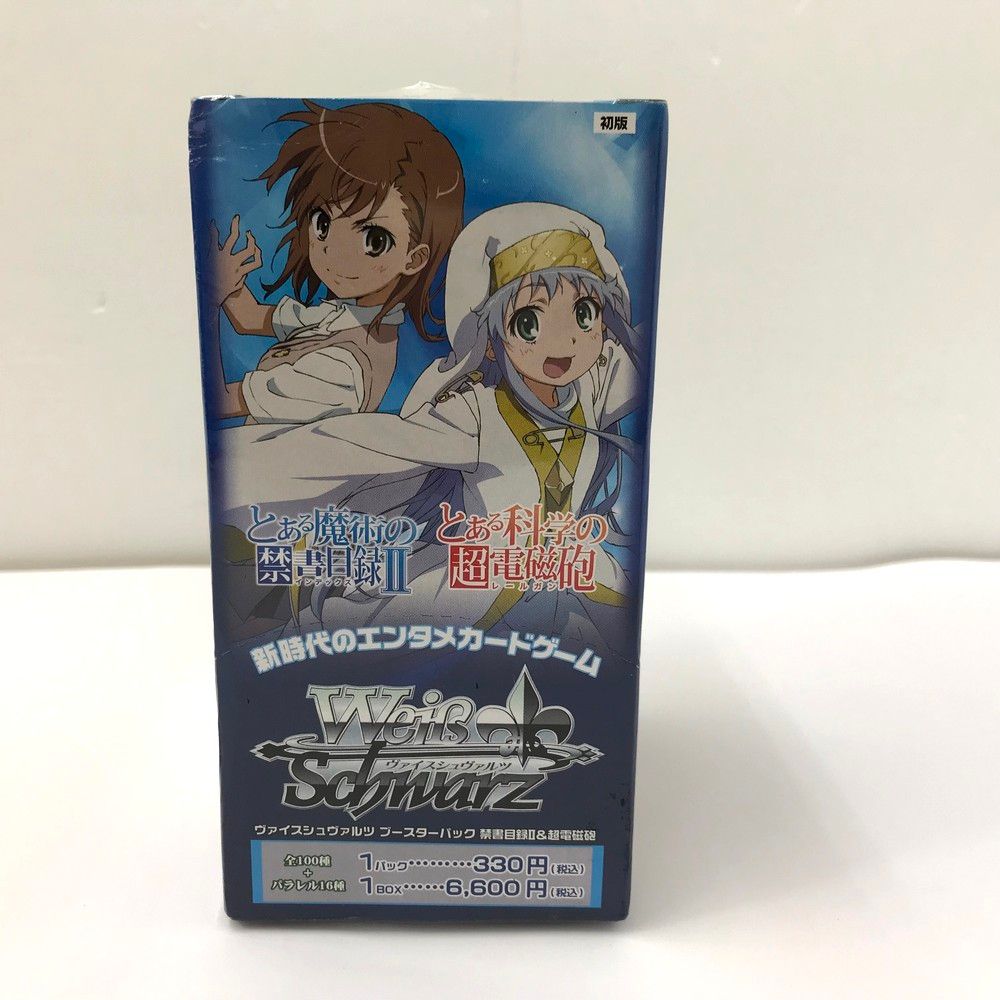 初版
とある魔術の
禁書目録II
インデックス
とある科学の
超電磁砲
レールガン
新時代のエンタメカードゲーム
Weiß
ヴァイスシュヴァルツ
Schwarz
ヴァイスシュヴァルツ ブースターパック 禁書目録II&超電磁砲
全100種
+
パラレル16種
1パック………330円(税込)
1BOX……6,600円(税込)